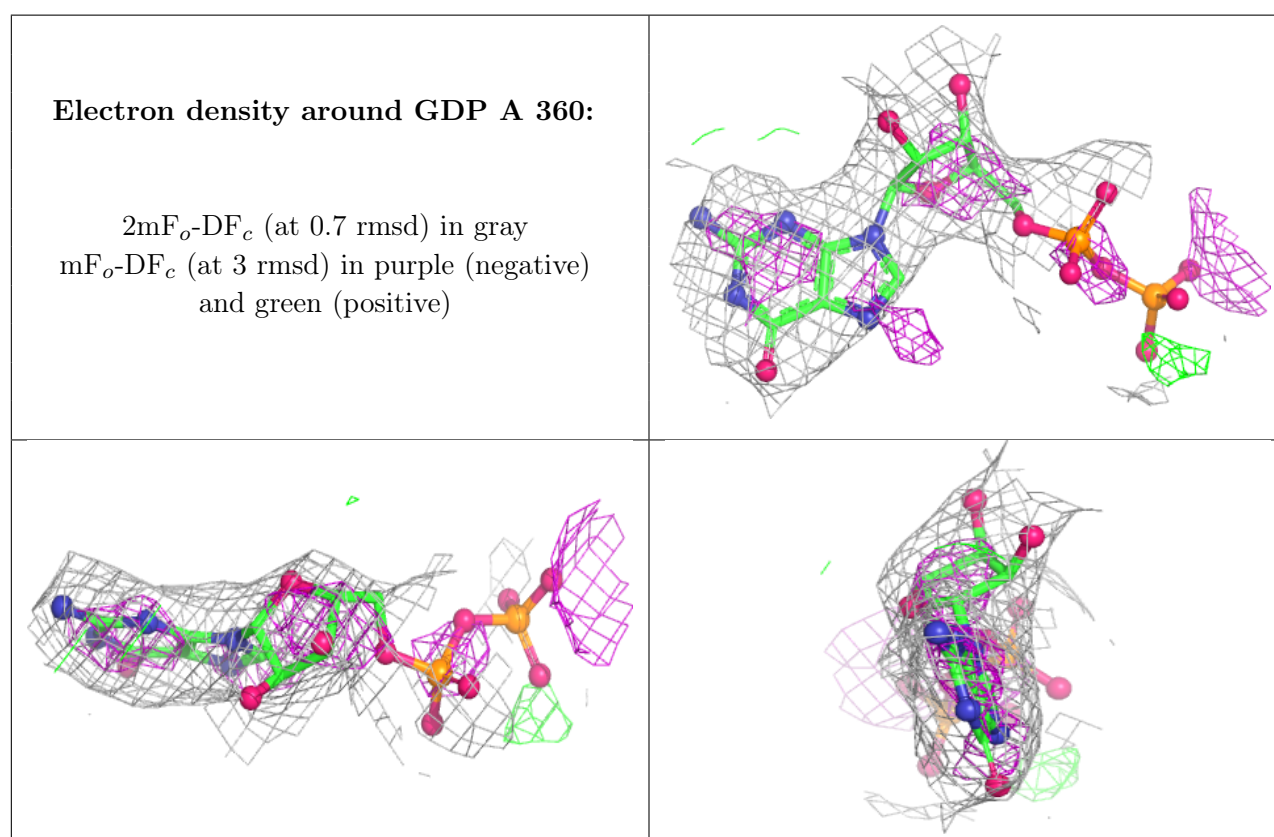 Electron density around GDP A 360:
2mFo-DFc (at 0.7 rmsd) in gray
mFo-DFc (at 3 rmsd) in purple (negative)
and green (positive)